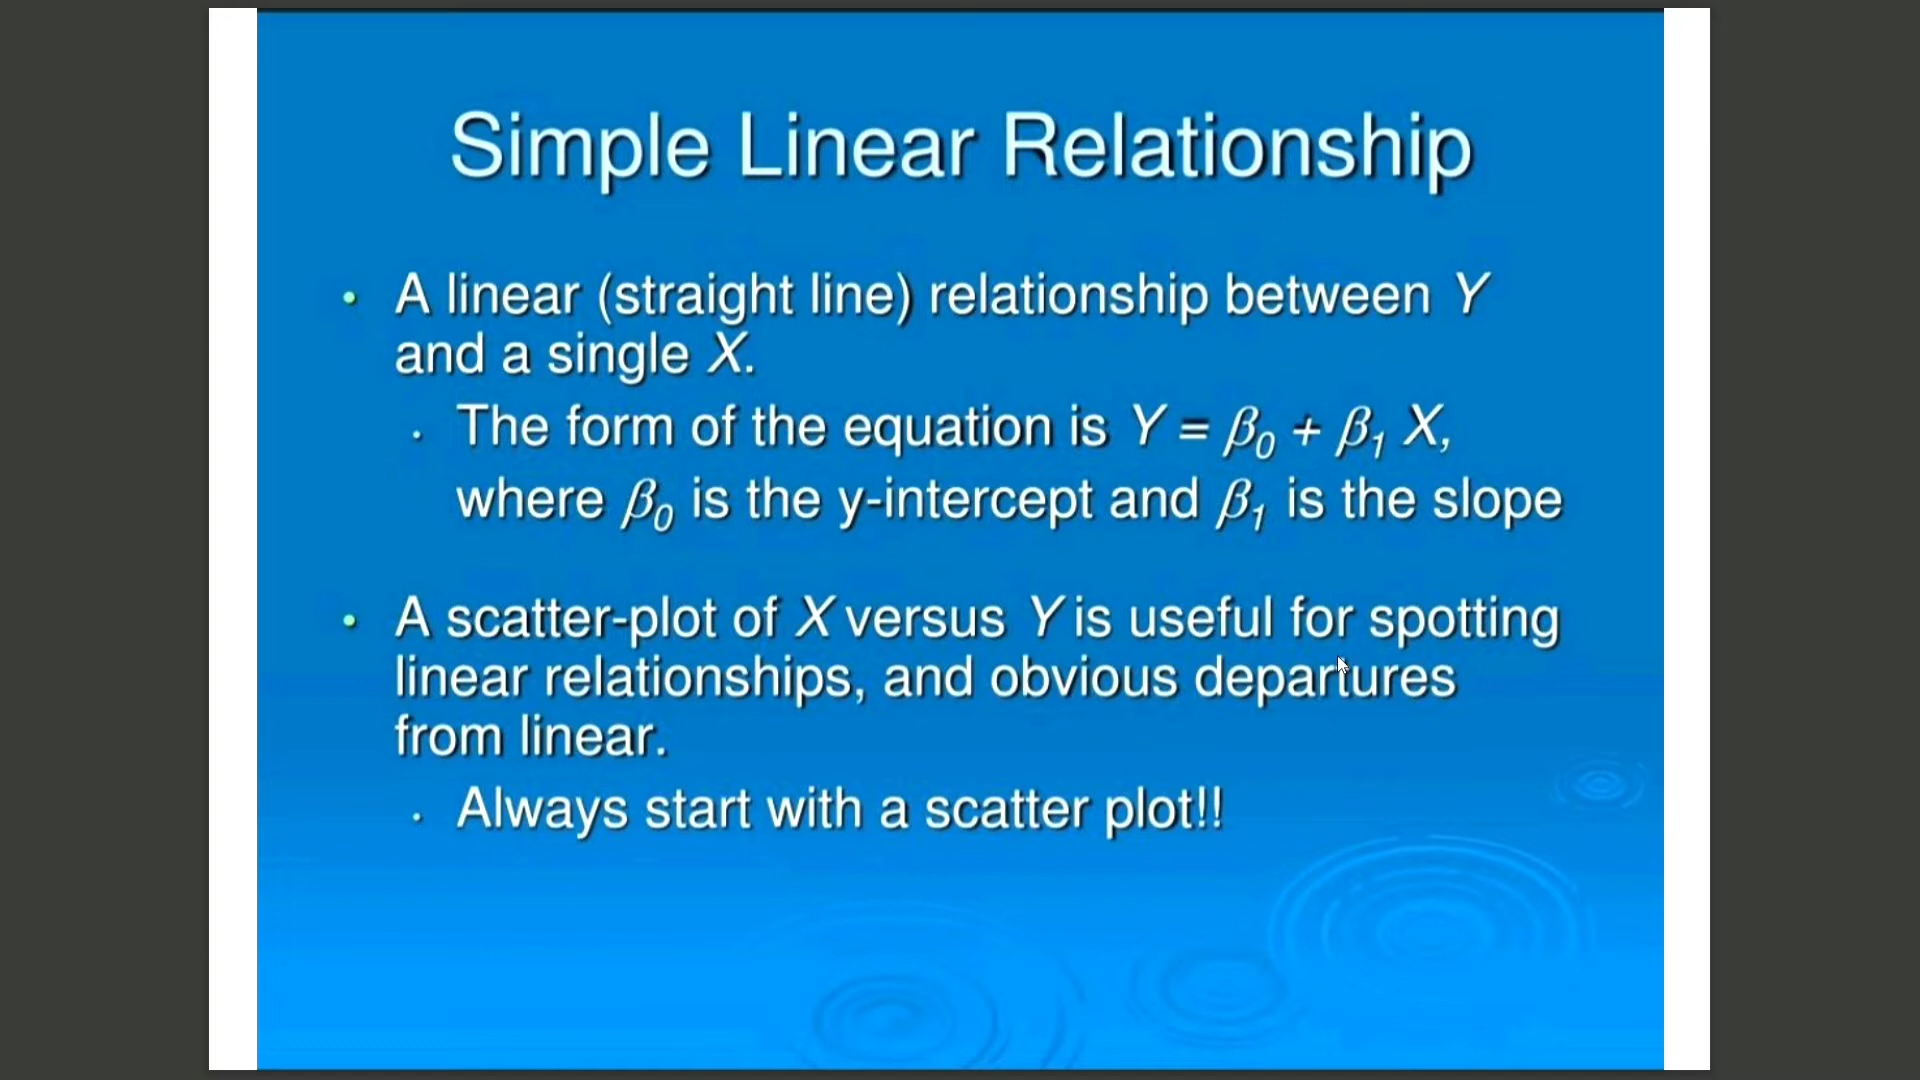 Simple Linear Relationship
• A linear (straight line) relationship between Y
and a single X.
• The form of the equation is Y = β₀ + β₁ X,
where β₀ is the y-intercept and β₁ is the slope
• A scatter-plot of X versus Y is useful for spotting
linear relationships, and obvious departures
from linear.
• Always start with a scatter plot!!